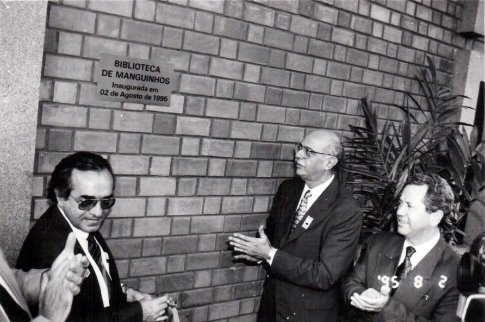 BIBLIOTECA
DE MANGUINHOS
Inaugurada em
02 de Agosto de 1995
'95 8 2